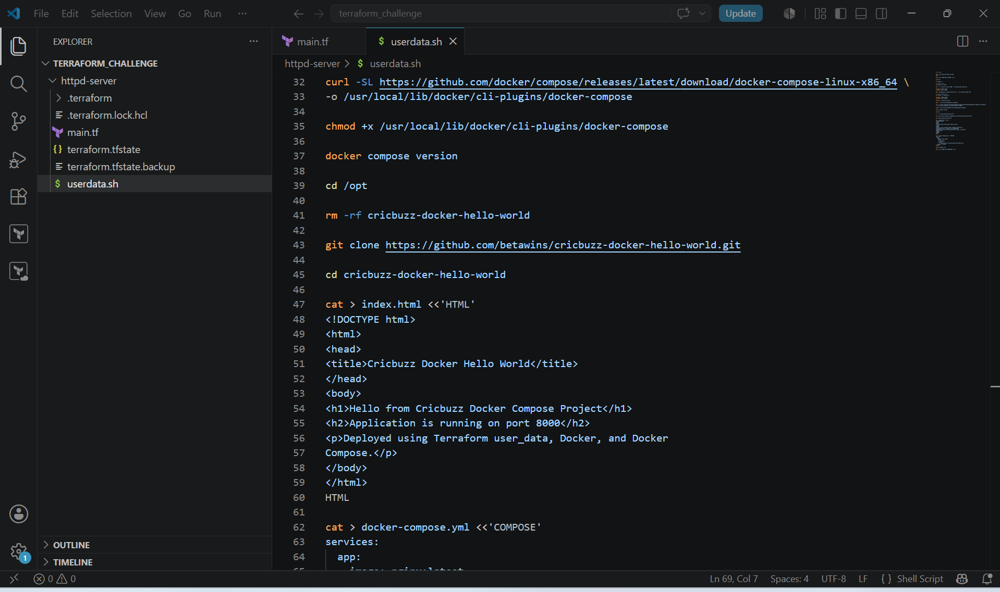 File Edit Selection View Go Run ···
terraform_challenge
Update
EXPLORER
TERRAFORM_CHALLENGE
httpd-server
.terraform
.terraform.lock.hcl
main.tf
{} terraform.tfstate
terraform.tfstate.backup
$ userdata.sh
OUTLINE
TIMELINE
1
main.tf
$ userdata.sh
httpd-server > $ userdata.sh
32 curl -SL https://github.com/docker/compose/releases/latest/download/docker-compose-linux-x86_64 \
33 -o /usr/local/lib/docker/cli-plugins/docker-compose
34
35 chmod +x /usr/local/lib/docker/cli-plugins/docker-compose
36
37 docker compose version
38
39 cd /opt
40
41 rm -rf cricbuzz-docker-hello-world
42
43 git clone https://github.com/betawins/cricbuzz-docker-hello-world.git
44
45 cd cricbuzz-docker-hello-world
46
47 cat > index.html <<'HTML'
48 <!DOCTYPE html>
49 <html>
50 <head>
51 <title>Cricbuzz Docker Hello World</title>
52 </head>
53 <body>
54 <h1>Hello from Cricbuzz Docker Compose Project</h1>
55 <h2>Application is running on port 8000</h2>
56 <p>Deployed using Terraform user_data, Docker, and Docker
57 Compose.</p>
58 </body>
59 </html>
60 HTML
61
62 cat > docker-compose.yml <<'COMPOSE'
63 services:
64 app:
65 image: nginx:latest
0 0
Ln 69, Col 7 Spaces: 4 UTF-8 LF {} Shell Script